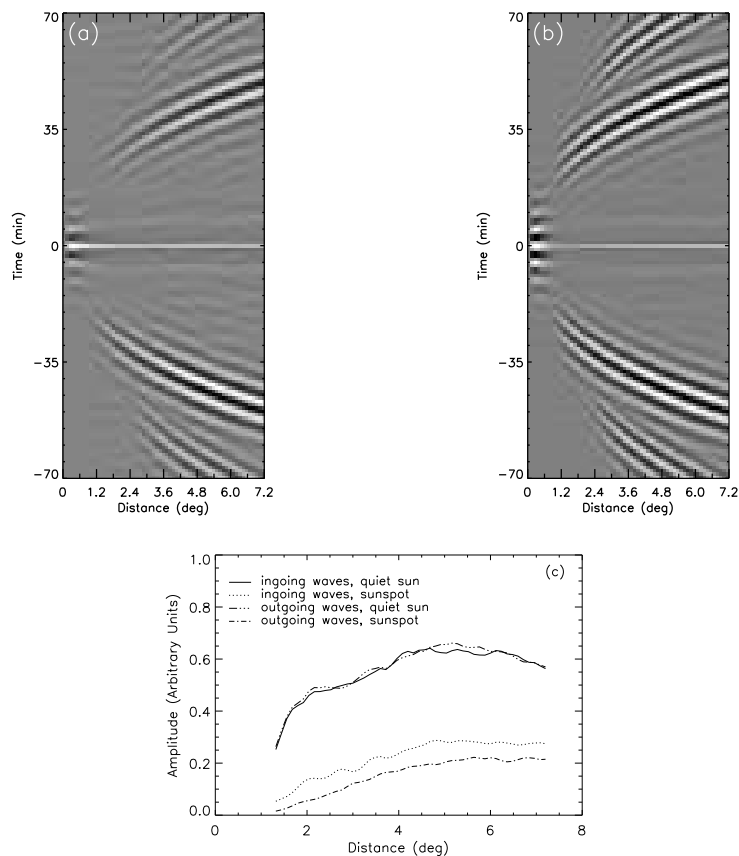 (a)
70
35
0
−35
−70
Time (min)
0 1.2 2.4 3.6 4.8 6.0 7.2
Distance (deg)
(b)
70
35
0
−35
−70
Time (min)
0 1.2 2.4 3.6 4.8 6.0 7.2
Distance (deg)
(c)
ingoing waves, quiet sun
ingoing waves, sunspot
outgoing waves, quiet sun
outgoing waves, sunspot
1.0
0.8
0.6
0.4
0.2
0.0
Amplitude (Arbitrary Units)
0 2 4 6 8
Distance (deg)